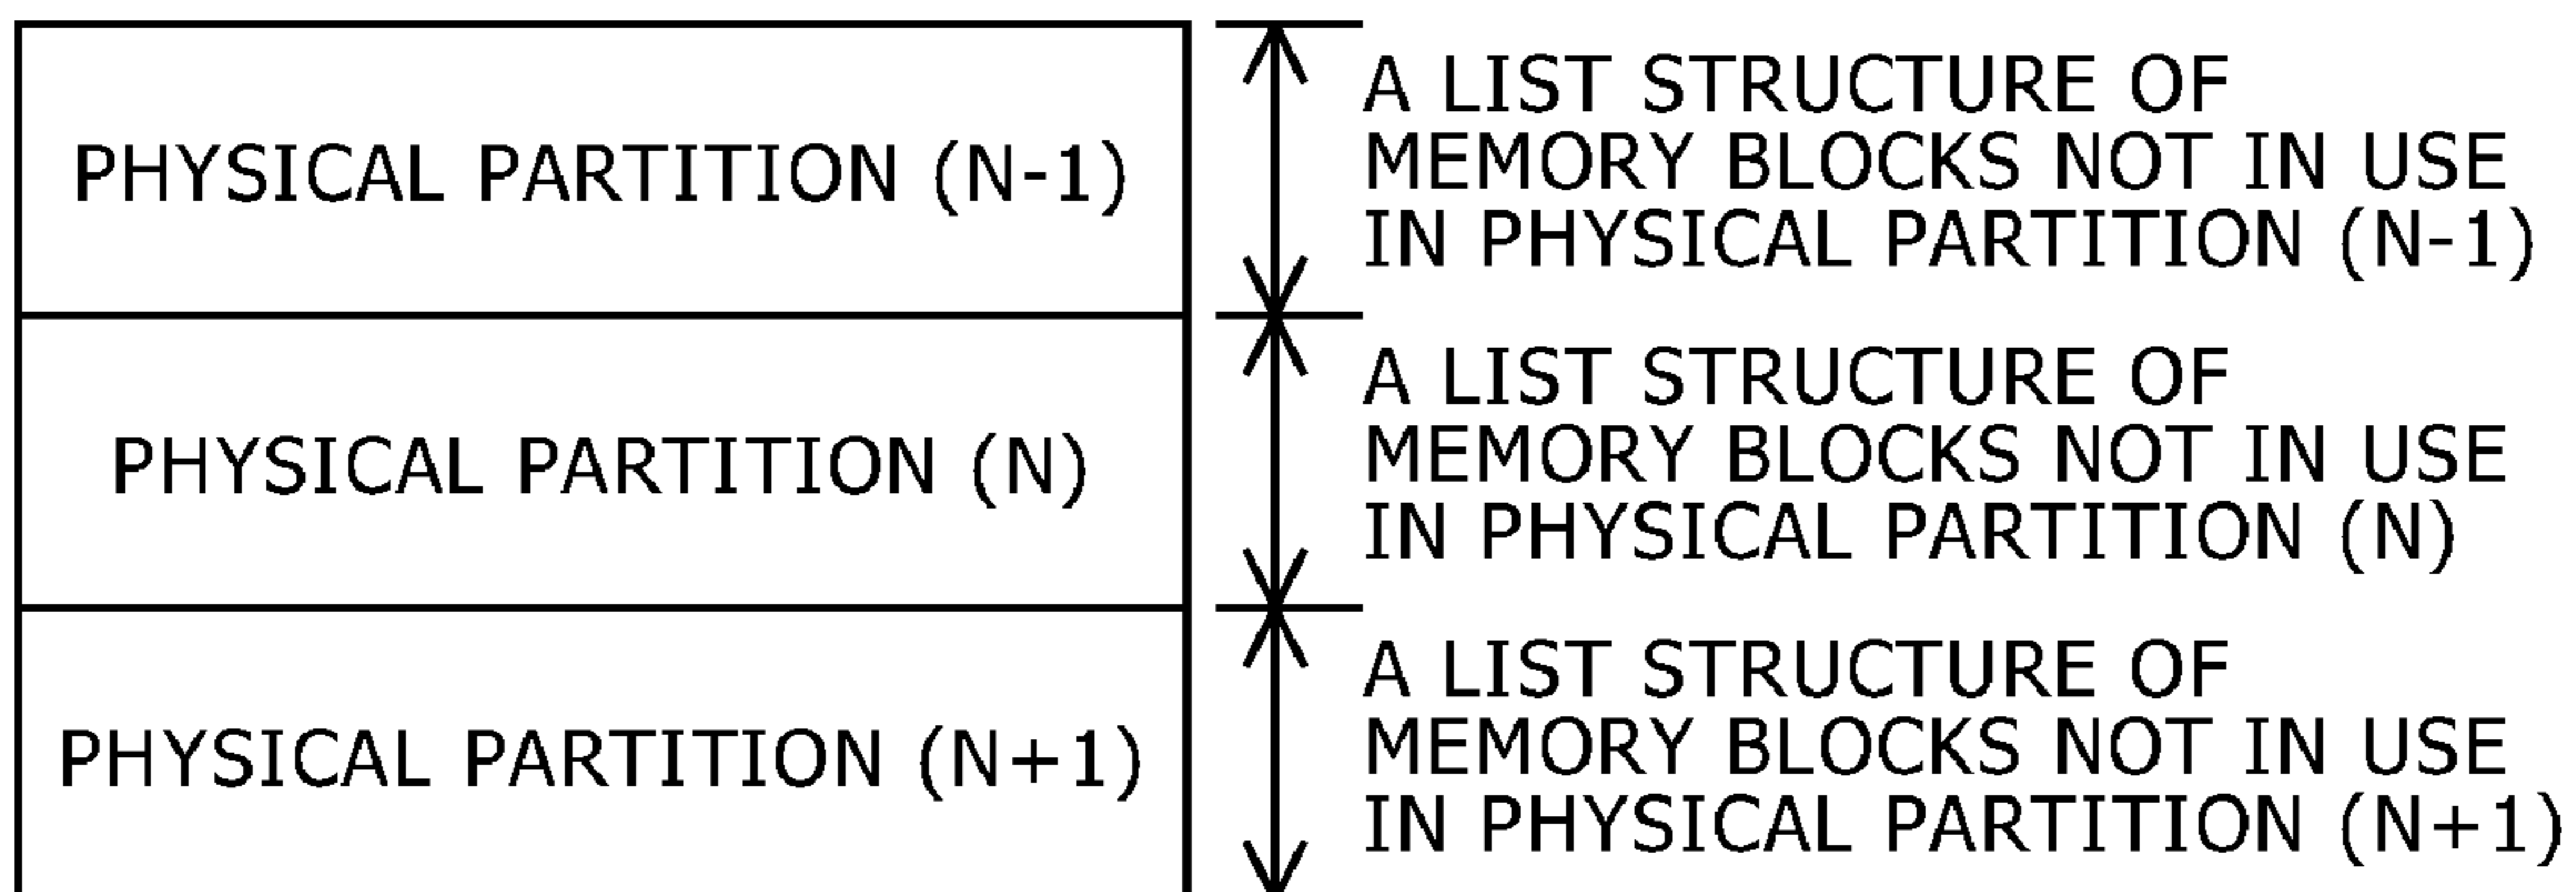 PHYSICAL PARTITION (N-1)
A LIST STRUCTURE OF
MEMORY BLOCKS NOT IN USE
IN PHYSICAL PARTITION (N-1)
PHYSICAL PARTITION (N)
A LIST STRUCTURE OF
MEMORY BLOCKS NOT IN USE
IN PHYSICAL PARTITION (N)
PHYSICAL PARTITION (N+1)
A LIST STRUCTURE OF
MEMORY BLOCKS NOT IN USE
IN PHYSICAL PARTITION (N+1)